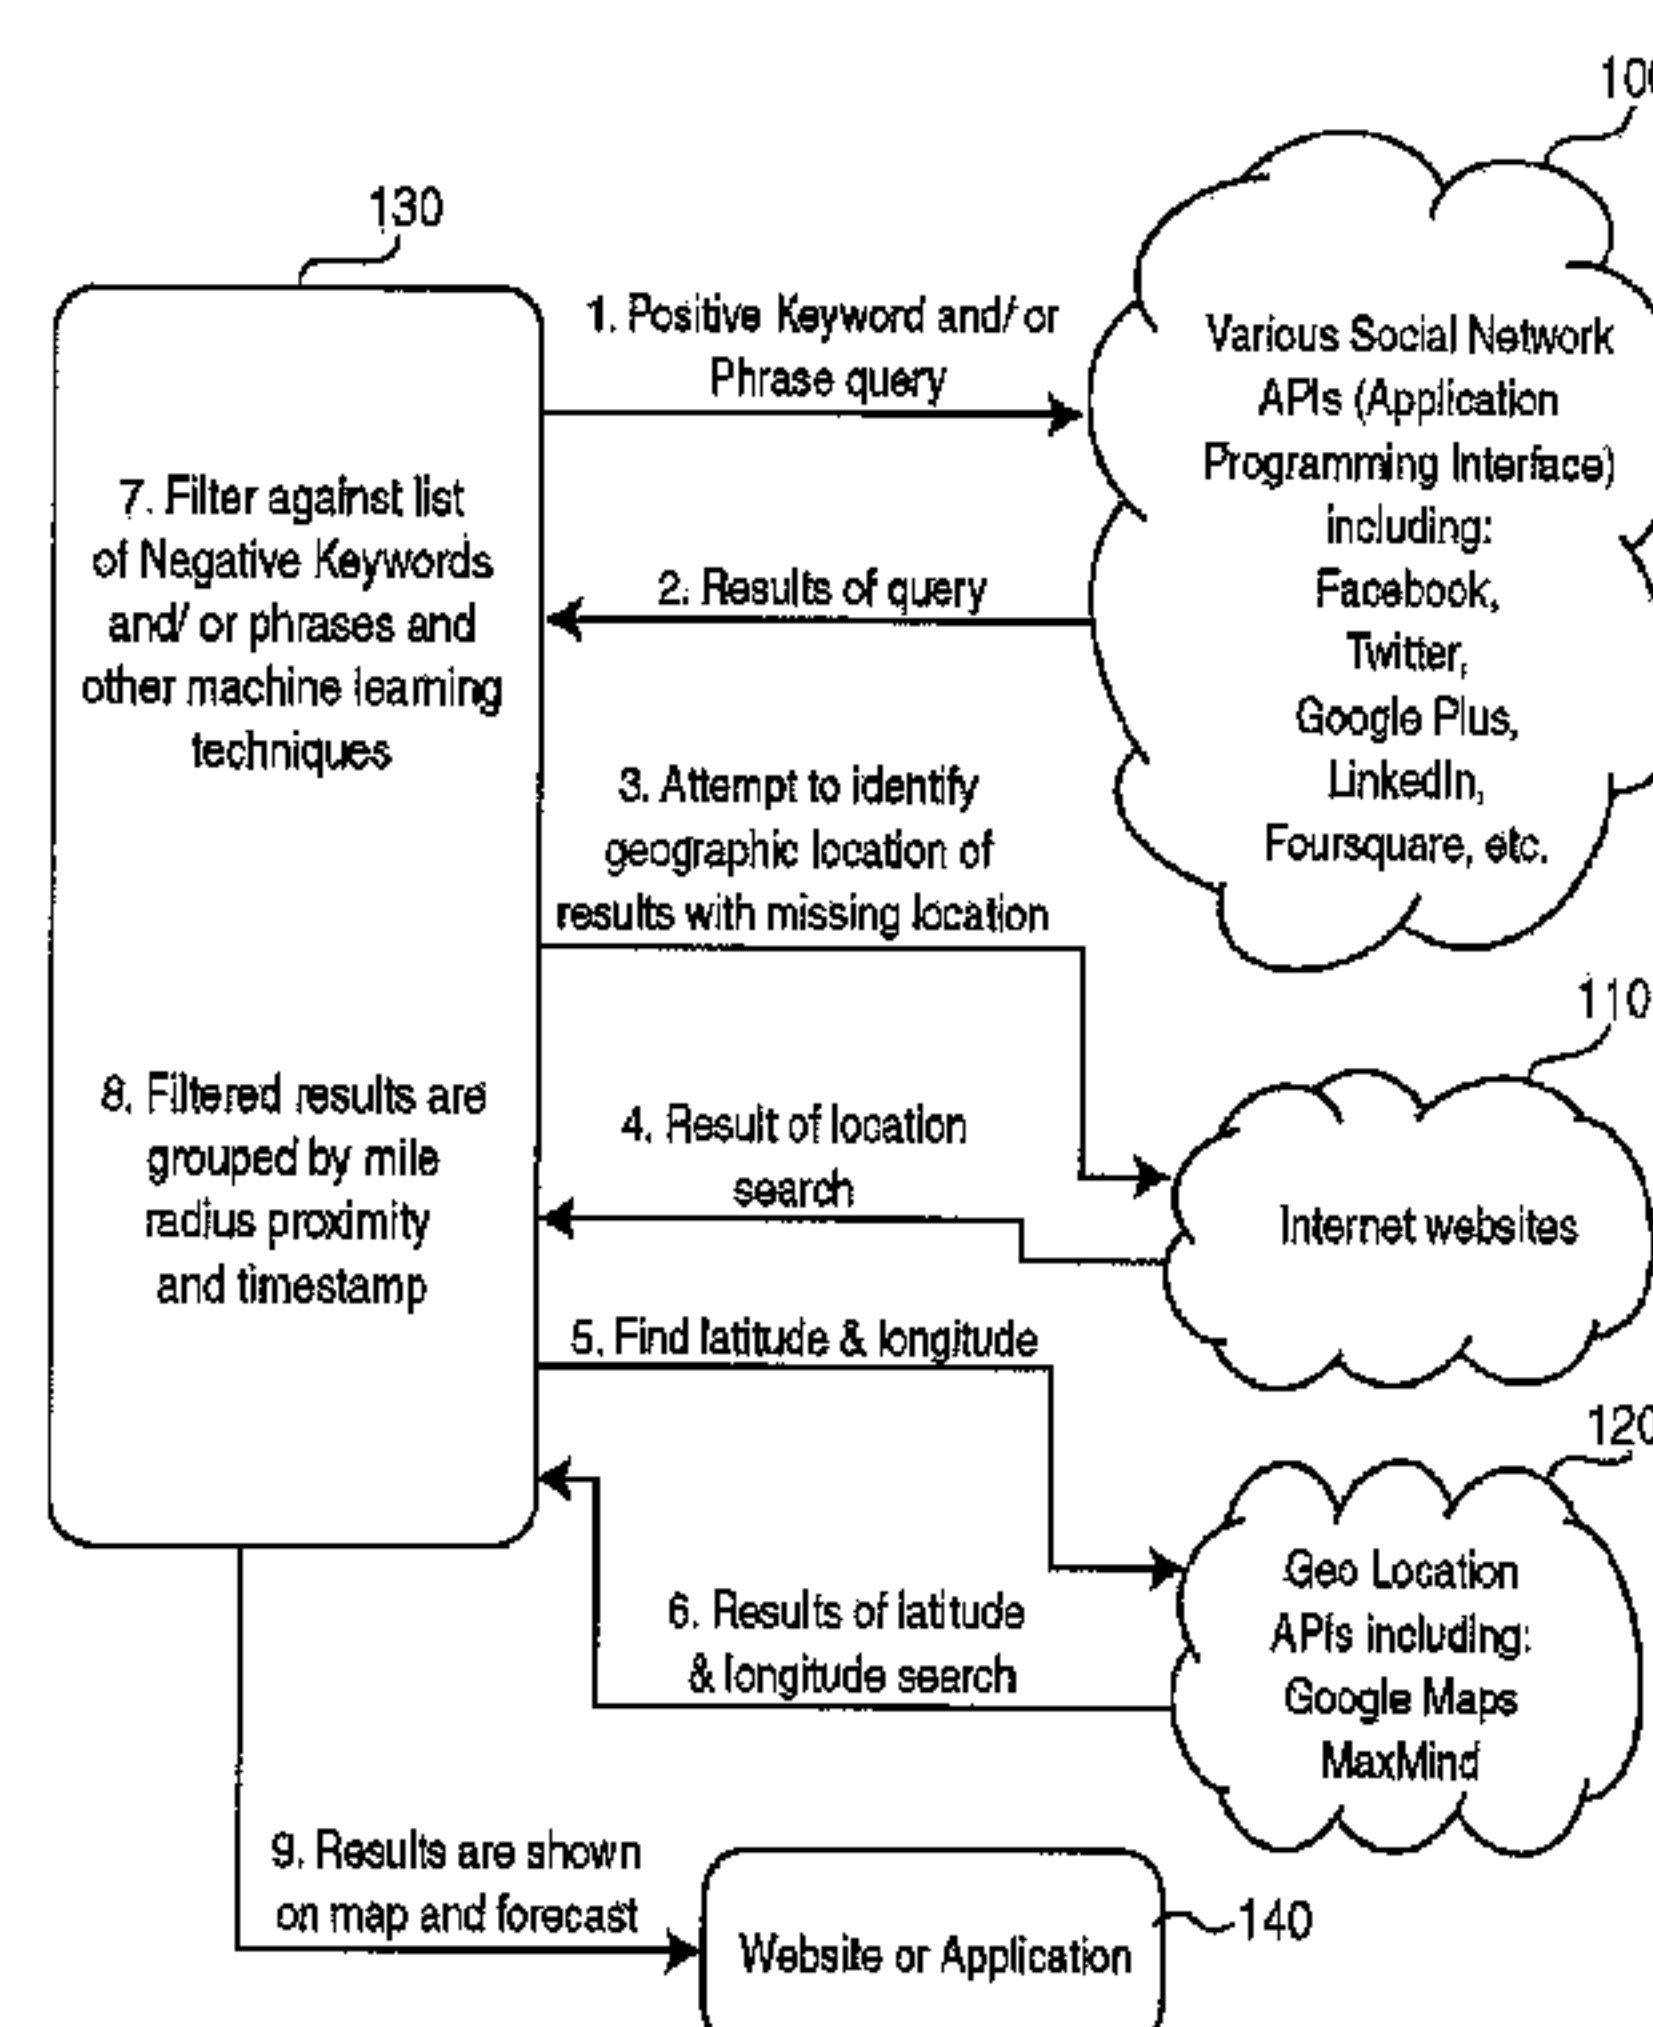 100
130
1. Positive Keyword and/ or
Phrase query
Various Social Network
APIs (Application
Programming Interface)
including:
Facebook,
Twitter,
Google Plus,
LinkedIn,
Foursquare, etc.
7. Filter against list
of Negative Keywords
and/ or phrases and
other machine learning
techniques
2. Results of query
3. Attempt to identify
geographic location of
results with missing location
110
8. Filtered results are
grouped by mile
radius proximity
and timestamp
4. Result of location
search
Internet websites
5. Find latitude & longitude
120
Geo Location
APIs including:
Google Maps
MaxMind
6. Results of latitude
& longitude search
9. Results are shown
on map and forecast
140
Website or Application